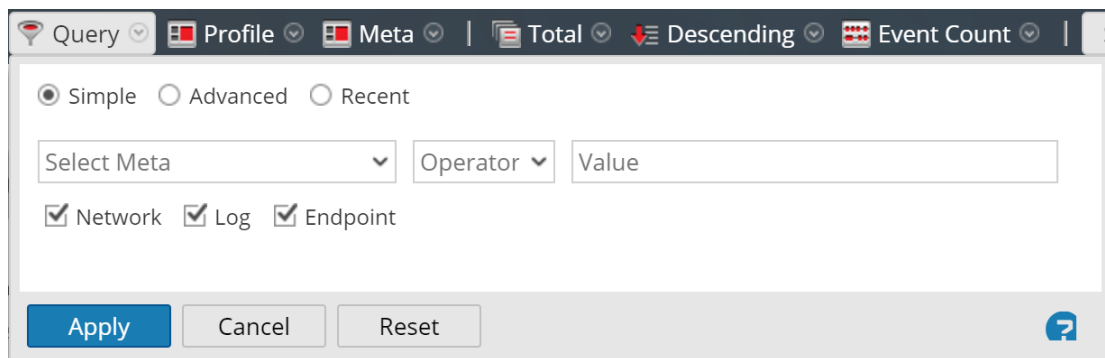 Query Profile Meta | Total Descending Event Count |
Simple Advanced Recent
Select Meta Operator Value
Network Log Endpoint
Apply Cancel Reset ?